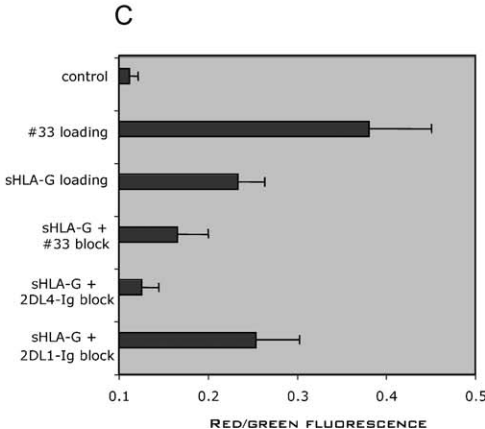 C
control
#33 loading
sHLA-G loading
sHLA-G +
#33 block
sHLA-G +
2DL4-Ig block
sHLA-G +
2DL1-Ig block
0.1 0.2 0.3 0.4 0.5
RED/GREEN FLUORESCENCE